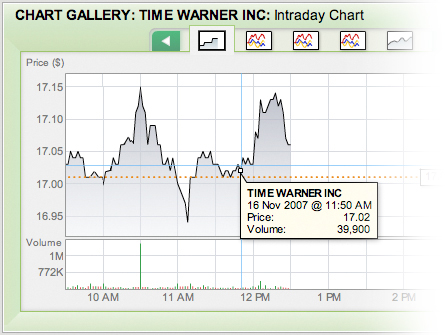 CHART GALLERY: TIME WARNER INC: Intraday Chart
Price ($)
17.15
17.10
17.05
17.00
16.95
TIME WARNER INC
16 Nov 2007 @ 11:50 AM
Price: 17.02
Volume: 39,900
Volume
1M
772K
10 AM 11 AM 12 PM 1 PM 2 PM